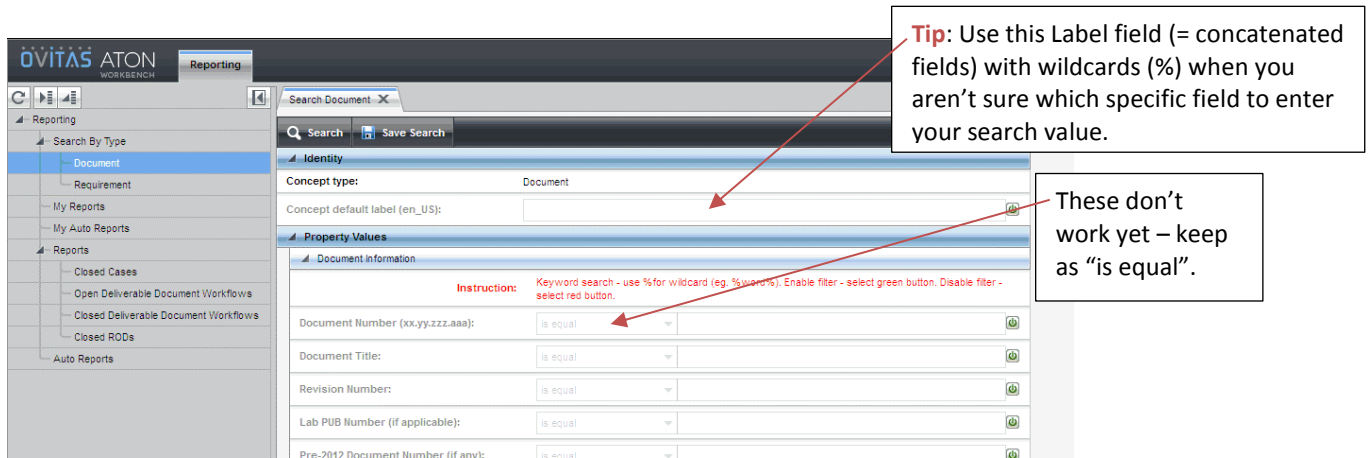 Tip: Use this Label field (= concatenated
fields) with wildcards (%) when you
aren't sure which specific field to enter
your search value.
ÖVİTÄS ATON
WORKBENCH
Reporting
Search Document X
Reporting
Search By Type
Document
Requirement
My Reports
My Auto Reports
Reports
Closed Cases
Open Deliverable Document Workflows
Closed Deliverable Document Workflows
Closed RODs
Auto Reports
Search Save Search
Identity
Concept type: Document
Concept default label (en_US):
Property Values
Document Information
Instruction: Keyword search - use %for wildcard (eg. %word%). Enable filter - select green button. Disable filter -
select red button.
Document Number (xx.yy.zzz.aaa): is equal
Document Title: is equal
Revision Number: is equal
Lab PUB Number (if applicable): is equal
Pre-2012 Document Number (if any): is equal
These don't
work yet – keep
as "is equal".